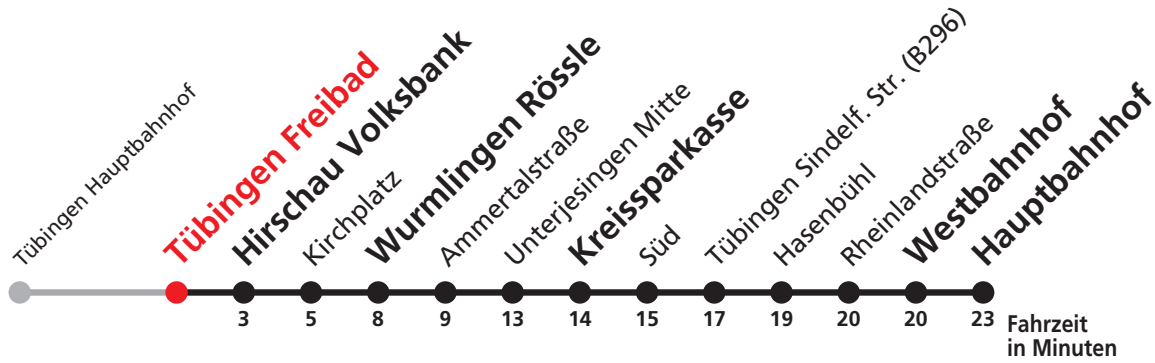 Tübingen Hauptbahnhof
Tübingen Freibad
Hirschau Volksbank
Kirchplatz
Wurmlingen Rössle
Ammertalstraße
Unterjesingen Mitte
Kreissparkasse
Süd
Tübingen Sindelf. Str. (B296)
Hasenbühl
Rheinlandstraße
Westbahnhof
Hauptbahnhof
3 5 8 9 13 14 15 17 19 20 20 23
Fahrzeit
in Minuten